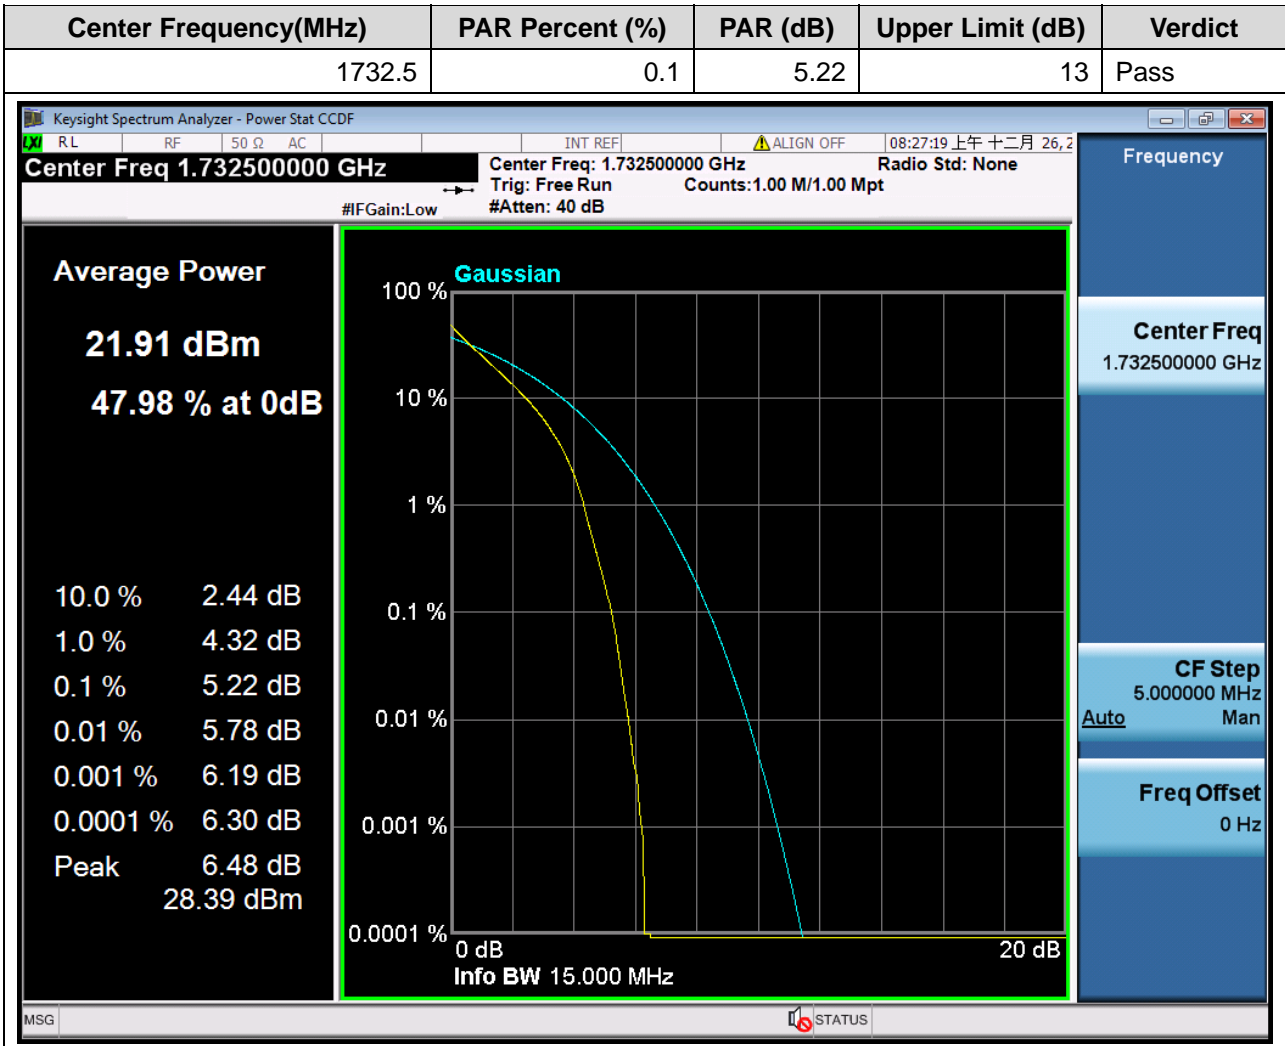 Center Frequency(MHz) PAR Percent (%) PAR (dB) Upper Limit (dB) Verdict
1732.5 0.1 5.22 13 Pass
Keysight Spectrum Analyzer - Power Stat CCDF
LXI RL RF 50 Ω AC INT REF ALIGN OFF 08:27:19 上午 十二月 26, 2
Center Freq 1.732500000 GHz
Center Freq: 1.732500000 GHz Radio Std: None
Trig: Free Run Counts:1.00 M/1.00 Mpt
#IFGain:Low #Atten: 40 dB
Average Power
21.91 dBm
47.98 % at 0dB
10.0 % 2.44 dB
1.0 % 4.32 dB
0.1 % 5.22 dB
0.01 % 5.78 dB
0.001 % 6.19 dB
0.0001 % 6.30 dB
Peak 6.48 dB
28.39 dBm
Gaussian
100 %
10 %
1 %
0.1 %
0.01 %
0.001 %
0.0001 %
0 dB 20 dB
Info BW 15.000 MHz
Frequency
Center Freq
1.732500000 GHz
CF Step
5.000000 MHz
Auto Man
Freq Offset
0 Hz
MSG STATUS